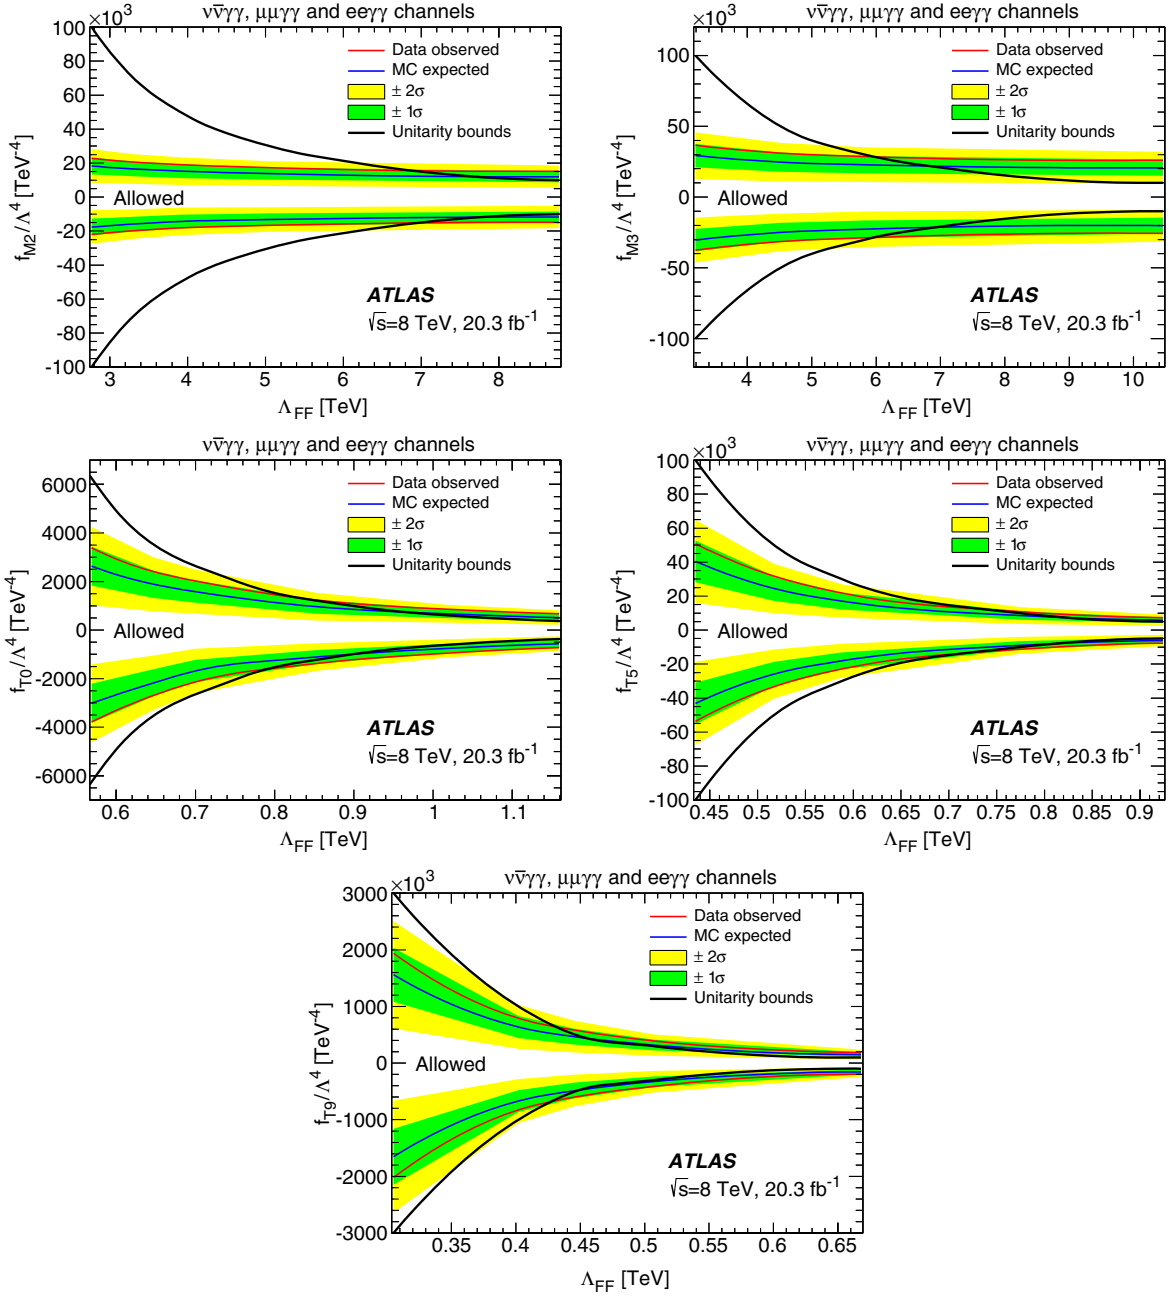 νν̄γγ, μμγγ and eeγγ channels
×10³
Data observed
MC expected
± 2σ
± 1σ
Unitarity bounds
Allowed
ATLAS
√s=8 TeV, 20.3 fb⁻¹
f_M2/Λ⁴ [TeV⁻⁴]
100
80
60
40
20
0
-20
-40
-60
-80
-100
3 4 5 6 7 8
Λ_FF [TeV]
νν̄γγ, μμγγ and eeγγ channels
×10³
Data observed
MC expected
± 2σ
± 1σ
Unitarity bounds
Allowed
ATLAS
√s=8 TeV, 20.3 fb⁻¹
f_M3/Λ⁴ [TeV⁻⁴]
100
50
0
-50
-100
4 5 6 7 8 9 10
Λ_FF [TeV]
νν̄γγ, μμγγ and eeγγ channels
Data observed
MC expected
± 2σ
± 1σ
Unitarity bounds
Allowed
ATLAS
√s=8 TeV, 20.3 fb⁻¹
f_T0/Λ⁴ [TeV⁻⁴]
6000
4000
2000
0
-2000
-4000
-6000
0.6 0.7 0.8 0.9 1 1.1
Λ_FF [TeV]
νν̄γγ, μμγγ and eeγγ channels
×10³
Data observed
MC expected
± 2σ
± 1σ
Unitarity bounds
Allowed
ATLAS
√s=8 TeV, 20.3 fb⁻¹
f_T5/Λ⁴ [TeV⁻⁴]
100
80
60
40
20
0
-20
-40
-60
-80
-100
0.45 0.5 0.55 0.6 0.65 0.7 0.75 0.8 0.85 0.9
Λ_FF [TeV]
νν̄γγ, μμγγ and eeγγ channels
×10³
Data observed
MC expected
± 2σ
± 1σ
Unitarity bounds
Allowed
ATLAS
√s=8 TeV, 20.3 fb⁻¹
f_T9/Λ⁴ [TeV⁻⁴]
3000
2000
1000
0
-1000
-2000
-3000
0.35 0.4 0.45 0.5 0.55 0.6 0.65
Λ_FF [TeV]